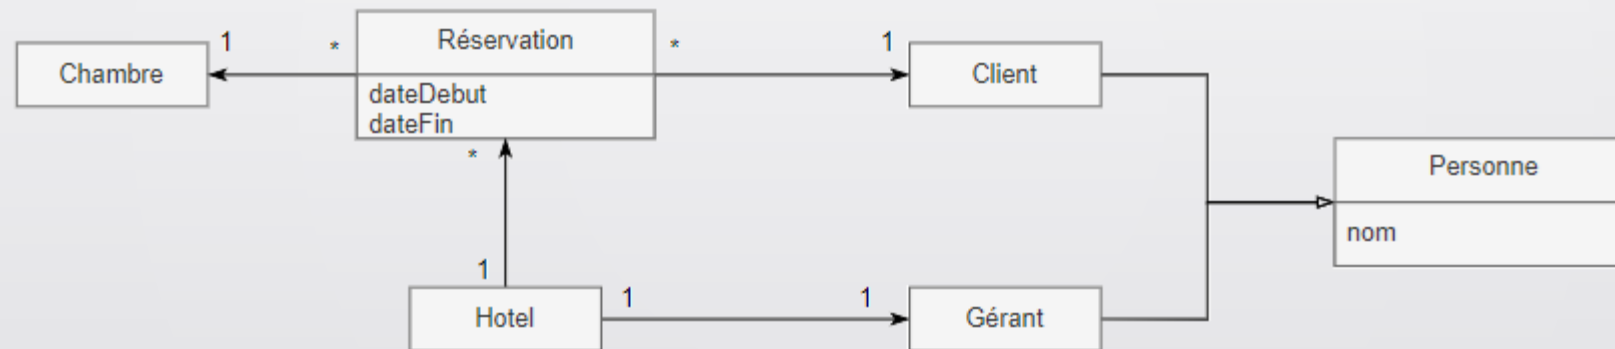 1
*
Réservation
*
1
Chambre
Client
dateDebut
dateFin
*
Personne
nom
1
1
1
Hotel
Gérant